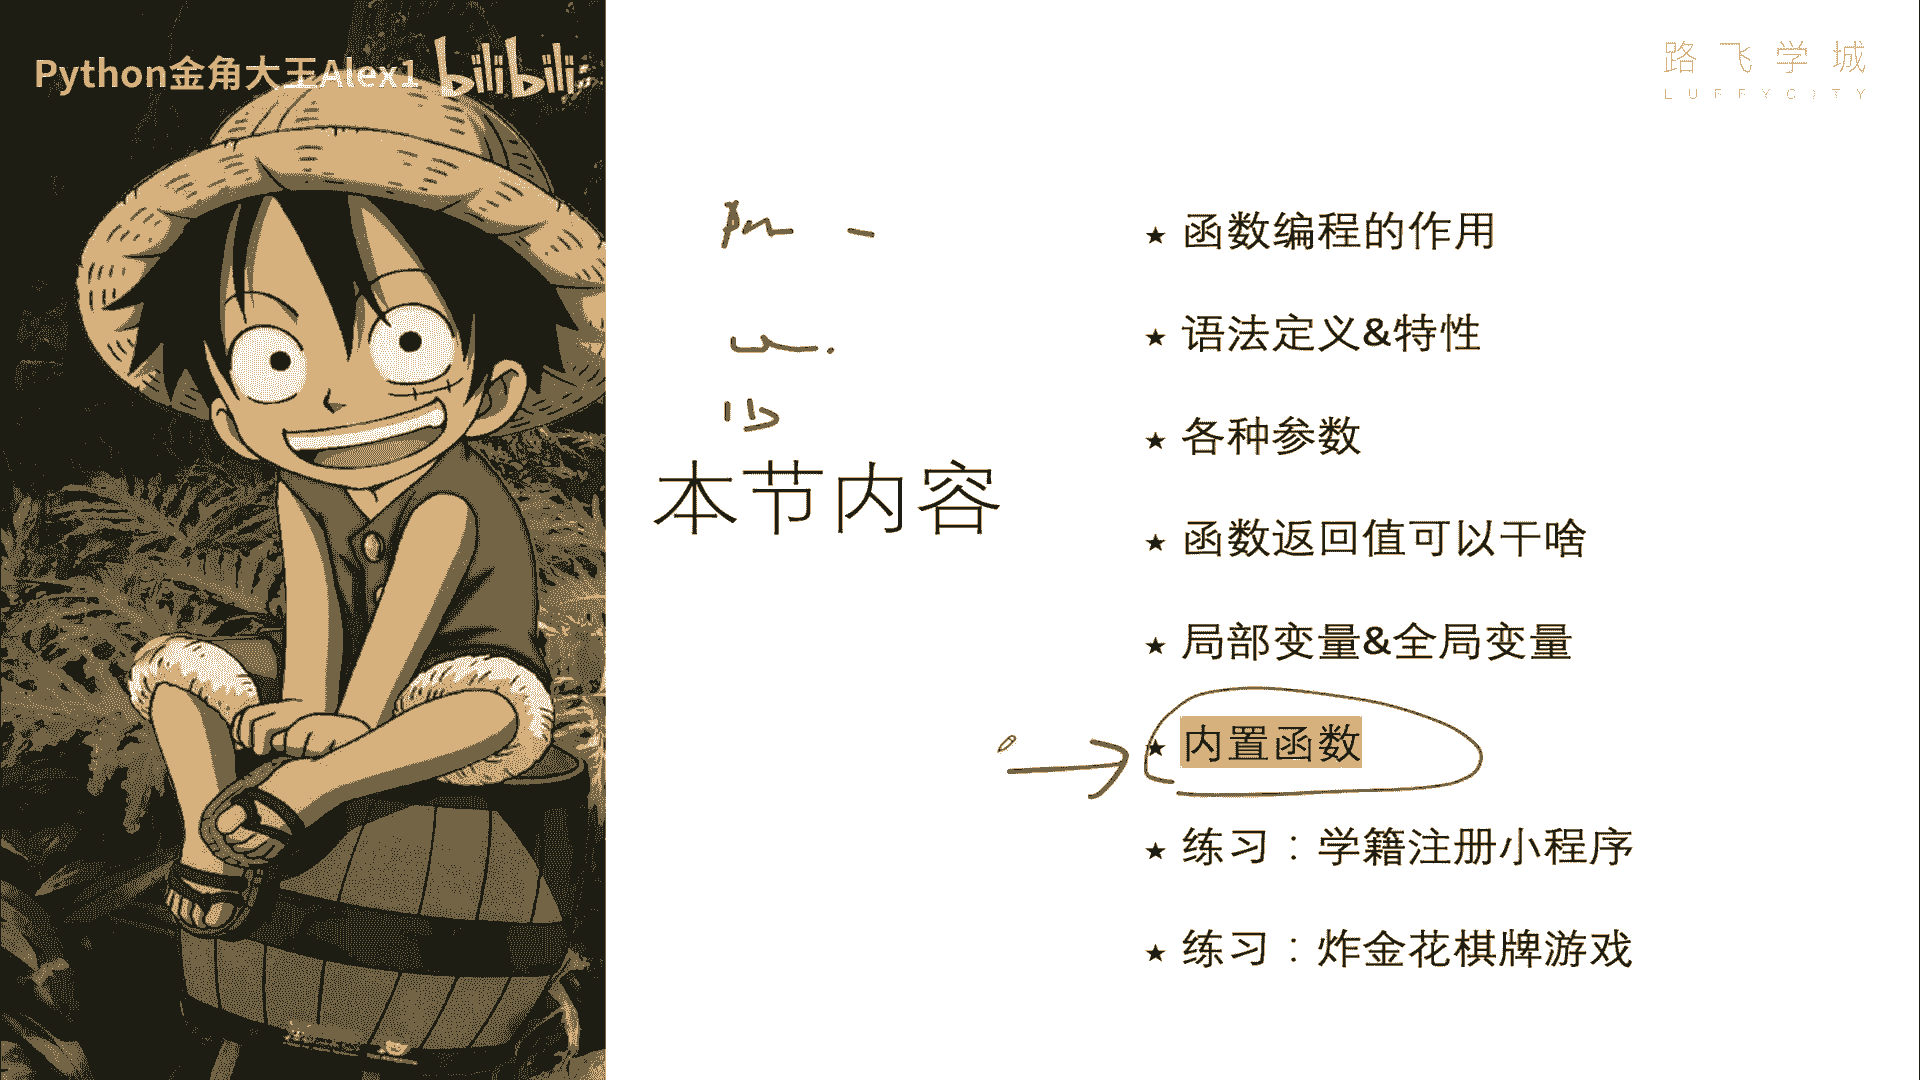 Python金角大王Alex1 bilibili
路飞学城
LUFFYCITY
本节内容
★ 函数编程的作用
★ 语法定义&特性
★ 各种参数
★ 函数返回值可以干啥
★ 局部变量&全局变量
★ 内置函数
★ 练习：学籍注册小程序
★ 练习：炸金花棋牌游戏